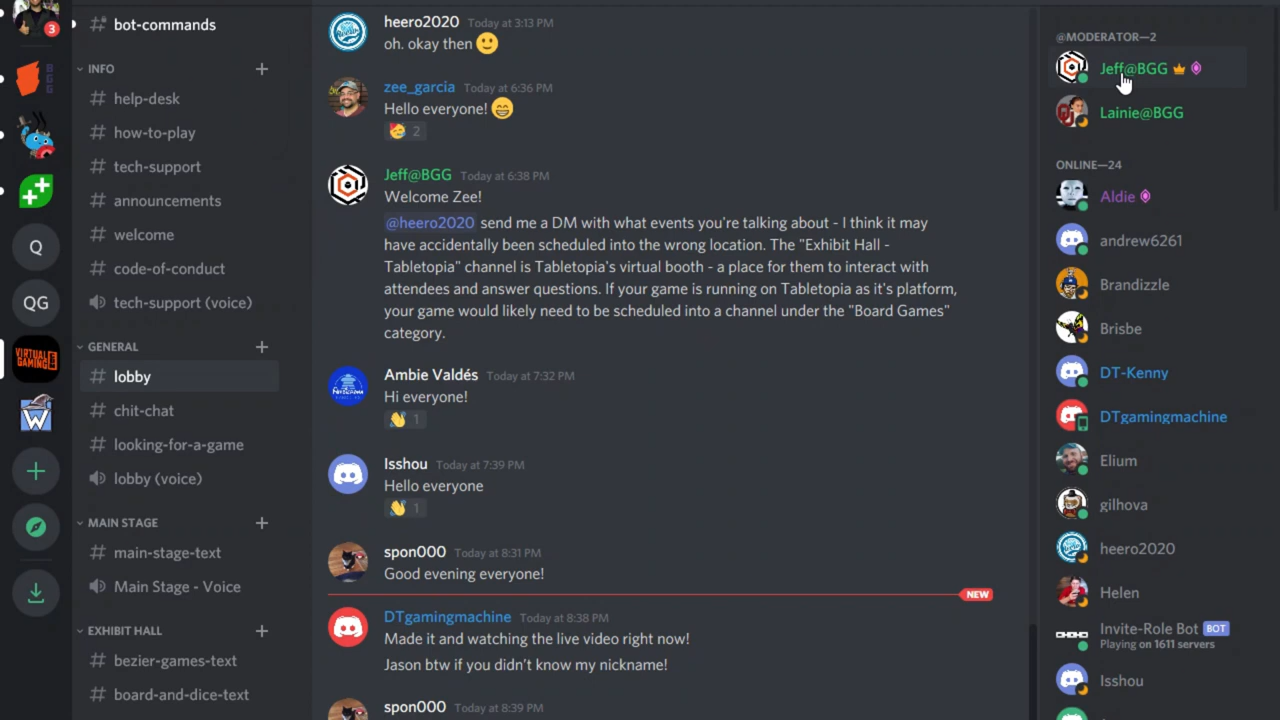 3
Q
QG
VIRTUAL
GAMING
W
# bot-commands
INFO
# help-desk
# how-to-play
# tech-support
# announcements
# welcome
# code-of-conduct
tech-support (voice)
GENERAL
# lobby
# chit-chat
# looking-for-a-game
lobby (voice)
MAIN STAGE
# main-stage-text
Main Stage - Voice
EXHIBIT HALL
# bezier-games-text
# board-and-dice-text
heero2020 Today at 3:13 PM
oh. okay then 🙂
zee_garcia Today at 6:36 PM
Hello everyone! 😁
🥳 2
Jeff@BGG Today at 6:38 PM
Welcome Zee!
@heero2020 send me a DM with what events you're talking about - I think it may
have accidentally been scheduled into the wrong location. The "Exhibit Hall -
Tabletopia" channel is Tabletopia's virtual booth - a place for them to interact with
attendees and answer questions. If your game is running on Tabletopia as it's platform,
your game would likely need to be scheduled into a channel under the "Board Games"
category.
Ambie Valdés Today at 7:32 PM
Hi everyone!
👋 1
Isshou Today at 7:39 PM
Hello everyone
👋 1
spon000 Today at 8:31 PM
Good evening everyone!
NEW
DTgamingmachine Today at 8:38 PM
Made it and watching the live video right now!
Jason btw if you didn't know my nickname!
spon000 Today at 8:39 PM
@MODERATOR—2
Jeff@BGG
Lainie@BGG
ONLINE—24
Aldie
andrew6261
Brandizzle
Brisbe
DT-Kenny
DTgamingmachine
Elium
gilhova
heero2020
Helen
Invite-Role Bot BOT
Playing on 1611 servers
Isshou